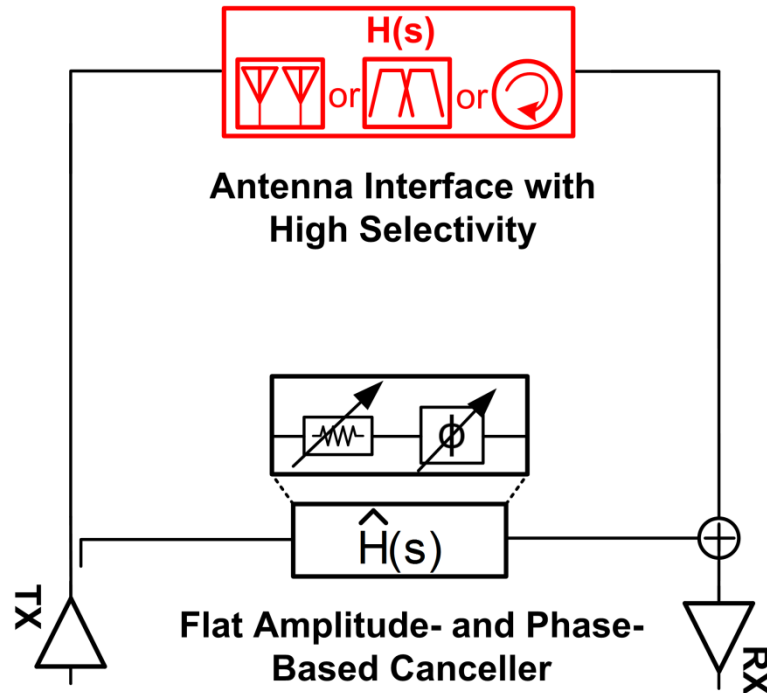 H(s)
or or
Antenna Interface with
High Selectivity
ϕ
Ĥ(s)
TX
Flat Amplitude- and Phase-
Based Canceller
RX